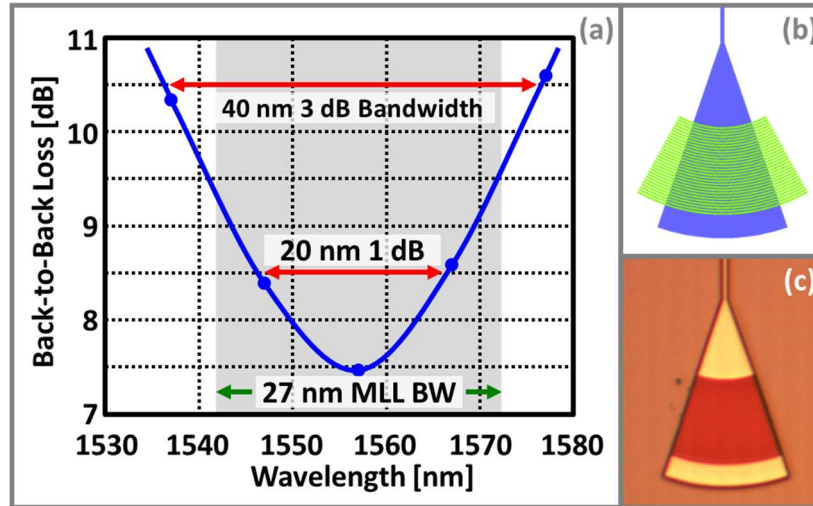 (a)
11
10
9
8
7
Back-to-Back Loss [dB]
40 nm 3 dB Bandwidth
20 nm 1 dB
27 nm MLL BW
1530 1540 1550 1560 1570 1580
Wavelength [nm]
(b)
(c)